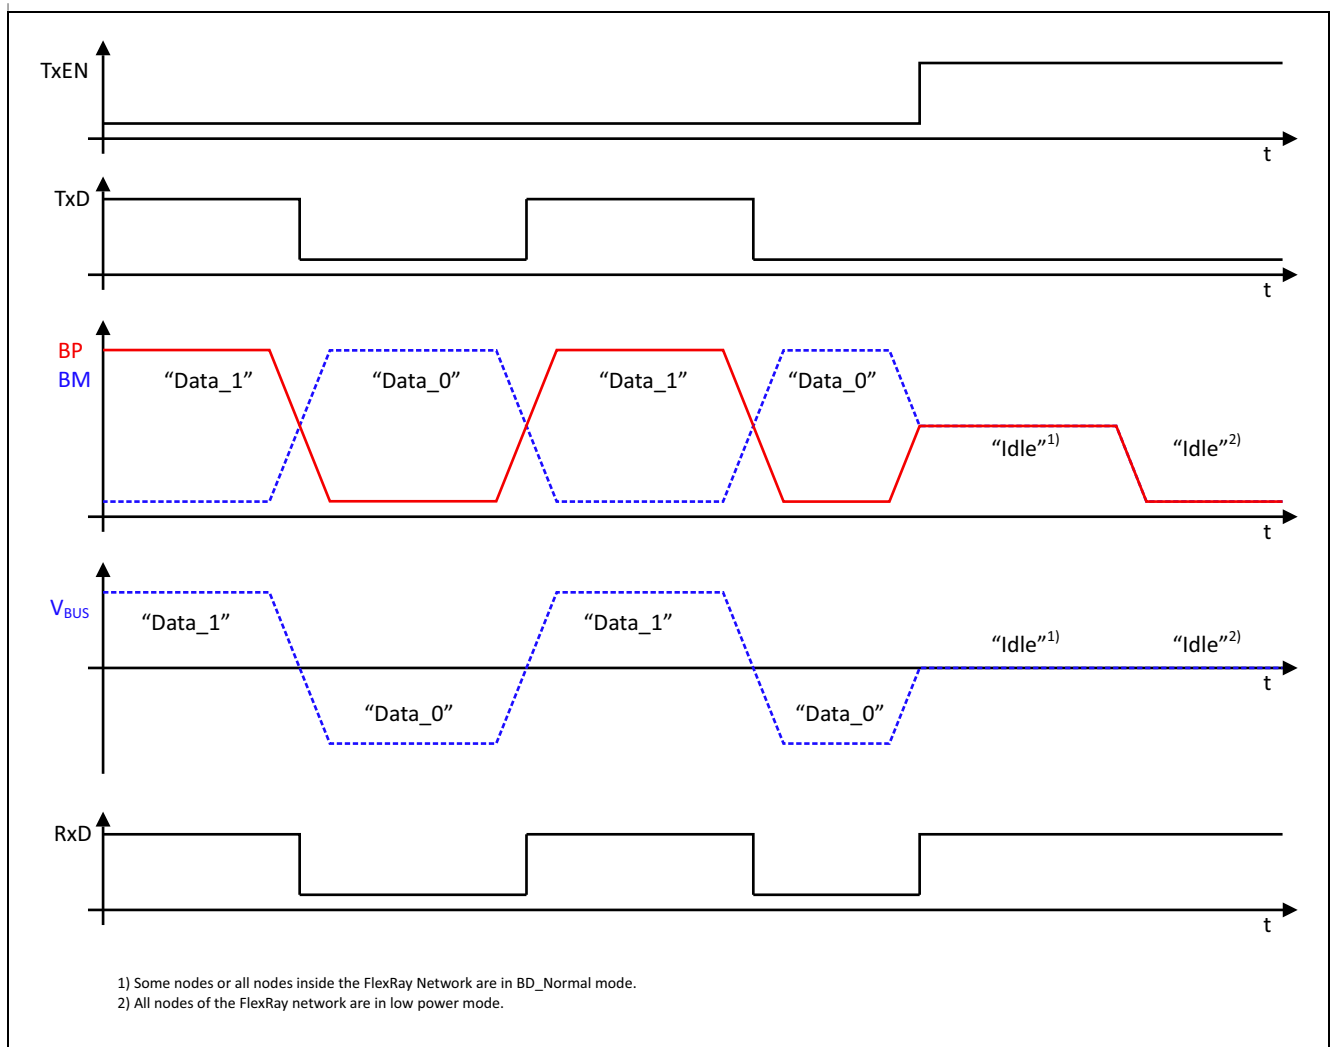 TxEN
t
TxD
t
BP
BM
“Data_1” “Data_0” “Data_1” “Data_0”
“Idle”1) “Idle”2)
t
VBUS
“Data_1” “Data_1”
“Idle”1) “Idle”2)
t
“Data_0” “Data_0”
RxD
t
1) Some nodes or all nodes inside the FlexRay Network are in BD_Normal mode.
2) All nodes of the FlexRay network are in low power mode.